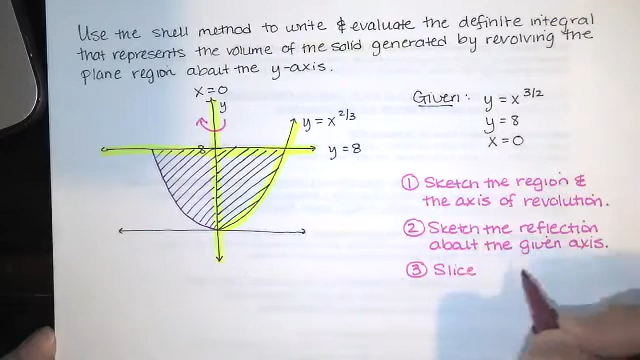 Use the shell method to write & evaluate the definite integral
that represents the volume of the solid generated by revolving the
plane region about the y-axis.
x=0
y
y = x^{2/3}
8
y = 8
Given: y = x^{3/2}
y = 8
x = 0
① Sketch the region &
the axis of revolution.
② Sketch the reflection
about the given axis.
③ Slice